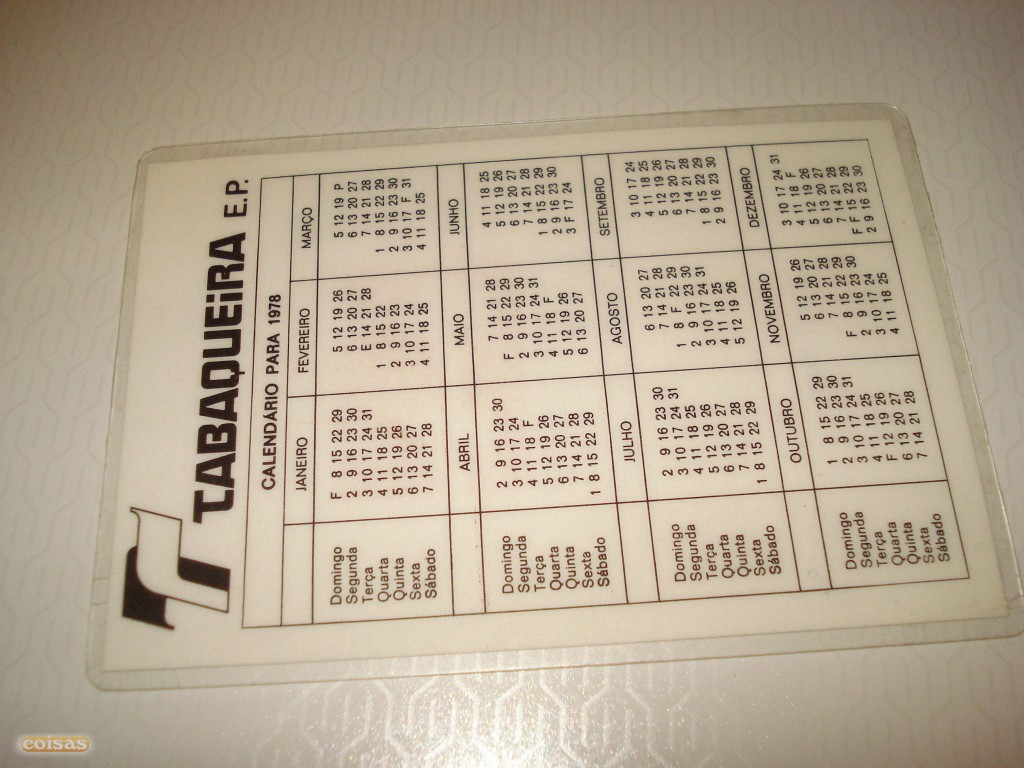 TABAQUEIRA E.P.
CALENDÁRIO PARA 1978
JANEIRO FEVEREIRO MARÇO
Domingo F 8 15 22 29 5 12 19 26 5 12 19 P
Segunda 2 9 16 23 30 6 13 20 27 6 13 20 27
Terça 3 10 17 24 31 E 14 21 28 7 14 21 28
Quarta 4 11 18 25 1 8 15 22 1 8 15 22 29
Quinta 5 12 19 26 2 9 16 23 2 9 16 23 30
Sexta 6 13 20 27 3 10 17 24 3 10 17 F 31
Sábado 7 14 21 28 4 11 18 25 4 11 18 25
ABRIL MAIO JUNHO
Domingo 2 9 16 23 30 7 14 21 28 4 11 18 25
Segunda 3 10 17 24 F 8 15 22 29 5 12 19 26
Terça 4 11 18 F 2 9 16 23 30 6 13 20 27
Quarta 5 12 19 26 3 10 17 24 31 7 14 21 28
Quinta 6 13 20 27 4 11 18 F 1 8 15 22 29
Sexta 7 14 21 28 5 12 19 26 2 9 16 23 30
Sábado 1 8 15 22 29 6 13 20 27 3 F 17 24
JULHO AGOSTO SETEMBRO
Domingo 2 9 16 23 30 6 13 20 27 3 10 17 24
Segunda 3 10 17 24 31 7 14 21 28 4 11 18 25
Terça 4 11 18 25 1 8 F 22 29 5 12 19 26
Quarta 5 12 19 26 2 9 16 23 30 6 13 20 27
Quinta 6 13 20 27 3 10 17 24 31 7 14 21 28
Sexta 7 14 21 28 4 11 18 25 1 8 15 22 29
Sábado 1 8 15 22 29 5 12 19 26 2 9 16 23 30
OUTUBRO NOVEMBRO DEZEMBRO
Domingo 1 8 15 22 29 5 12 19 26 3 10 17 24 31
Segunda 2 9 16 23 30 6 13 20 27 4 11 18 F
Terça 3 10 17 24 31 7 14 21 28 5 12 19 26
Quarta 4 11 18 25 F 8 15 22 29 6 13 20 27
Quinta F 12 19 26 2 9 16 23 30 7 14 21 28
Sexta 6 13 20 27 3 10 17 24 F F 15 22 29
Sábado 7 14 21 28 4 11 18 25 2 9 16 23 30
coisas